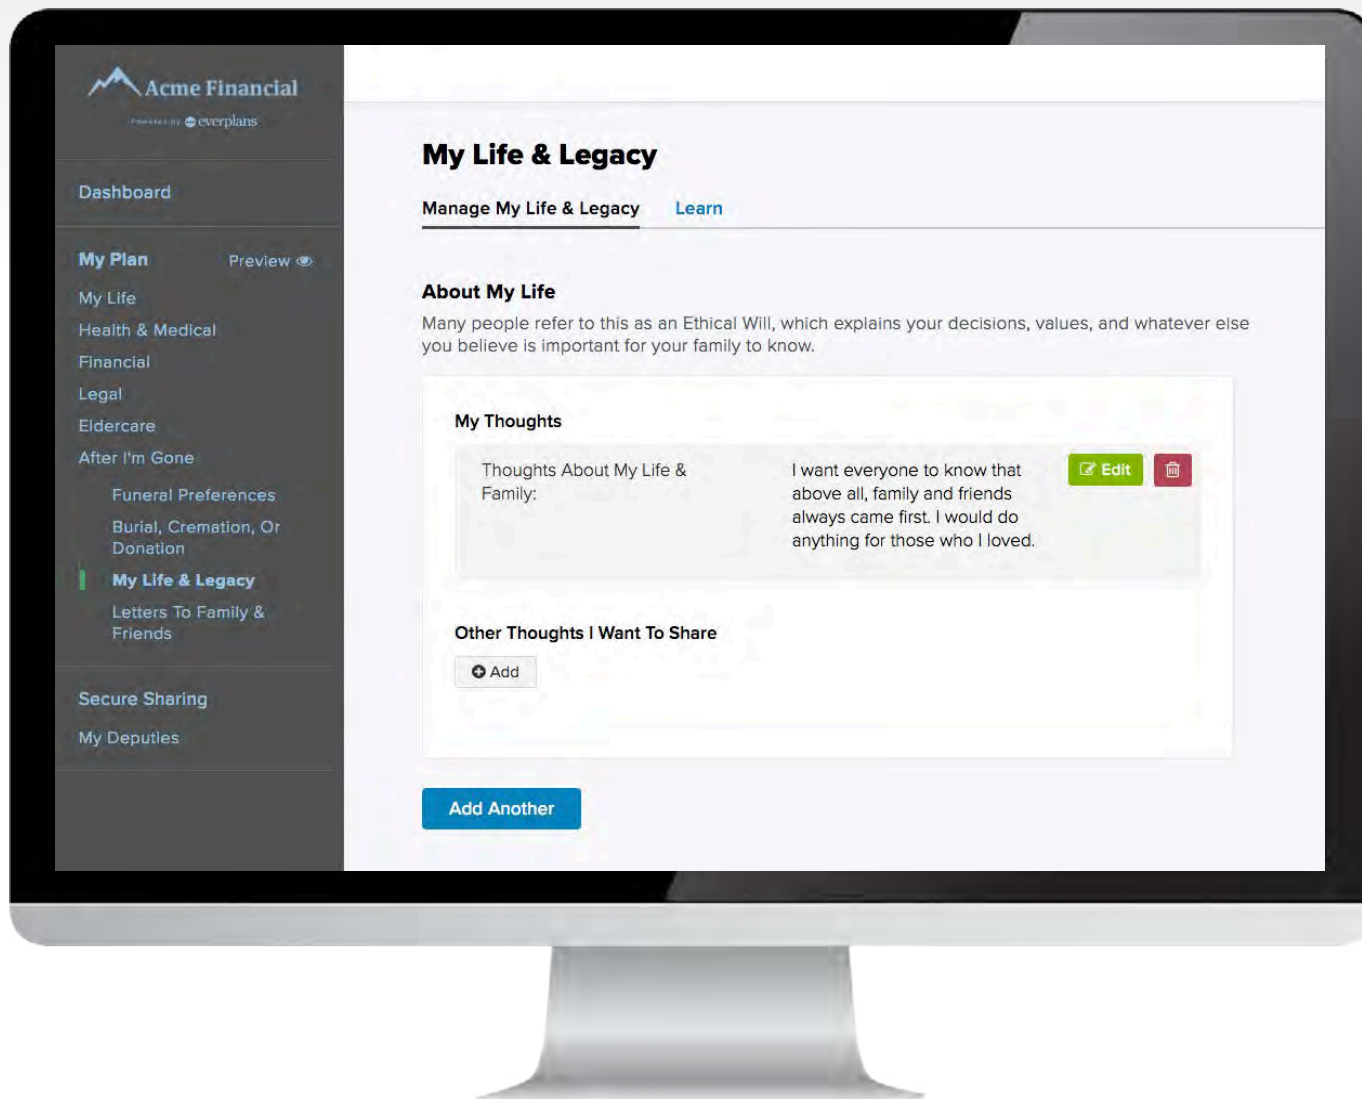 Acme Financial
Powered by everplans
Dashboard
My Plan
Preview
My Life
Health & Medical
Financial
Legal
Eldercare
After I'm Gone
Funeral Preferences
Burial, Cremation, Or
Donation
My Life & Legacy
Letters To Family &
Friends
Secure Sharing
My Deputies
My Life & Legacy
Manage My Life & Legacy
Learn
About My Life
Many people refer to this as an Ethical Will, which explains your decisions, values, and whatever else
you believe is important for your family to know.
My Thoughts
Thoughts About My Life &
Family:
I want everyone to know that
above all, family and friends
always came first. I would do
anything for those who I loved.
Edit
Other Thoughts I Want To Share
Add
Add Another